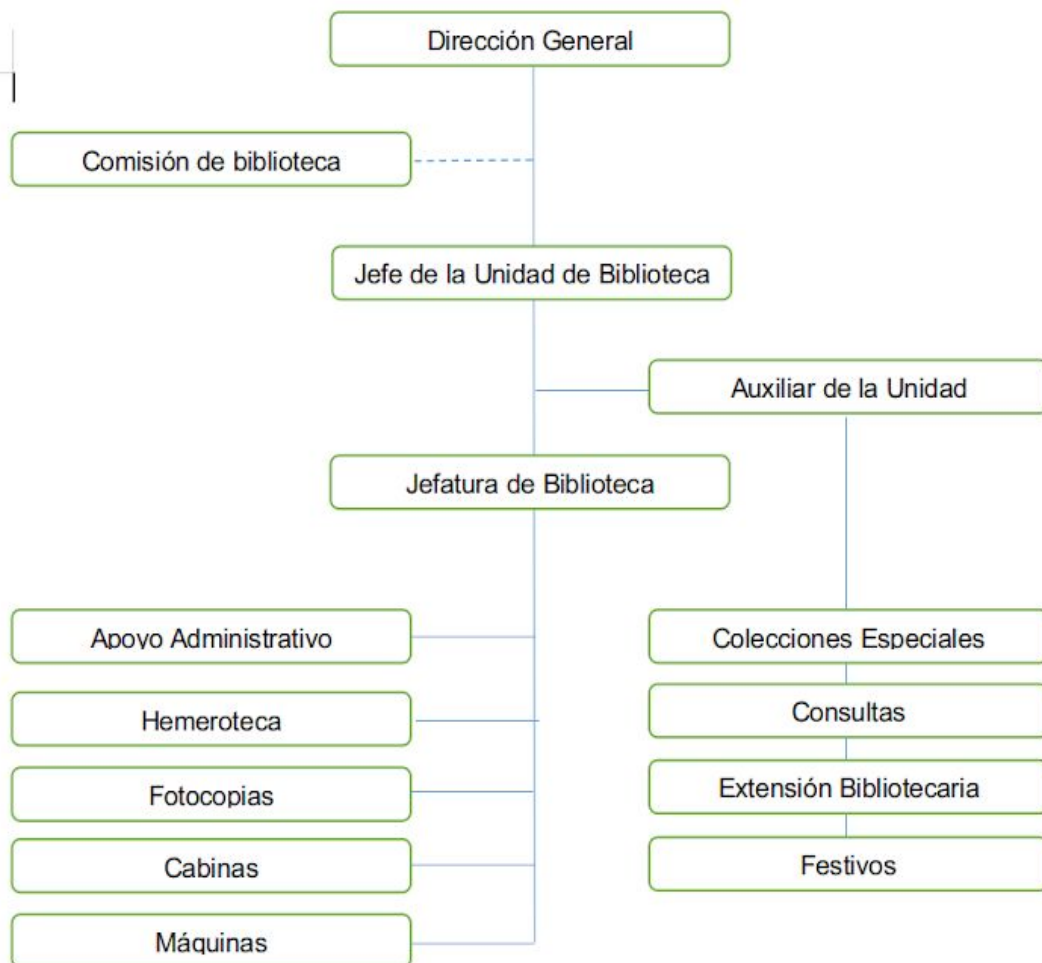 Dirección General
Comisión de biblioteca
Jefe de la Unidad de Biblioteca
Auxiliar de la Unidad
Jefatura de Biblioteca
Apoyo Administrativo
Hemeroteca
Fotocopias
Cabinas
Máquinas
Colecciones Especiales
Consultas
Extensión Bibliotecaria
Festivos